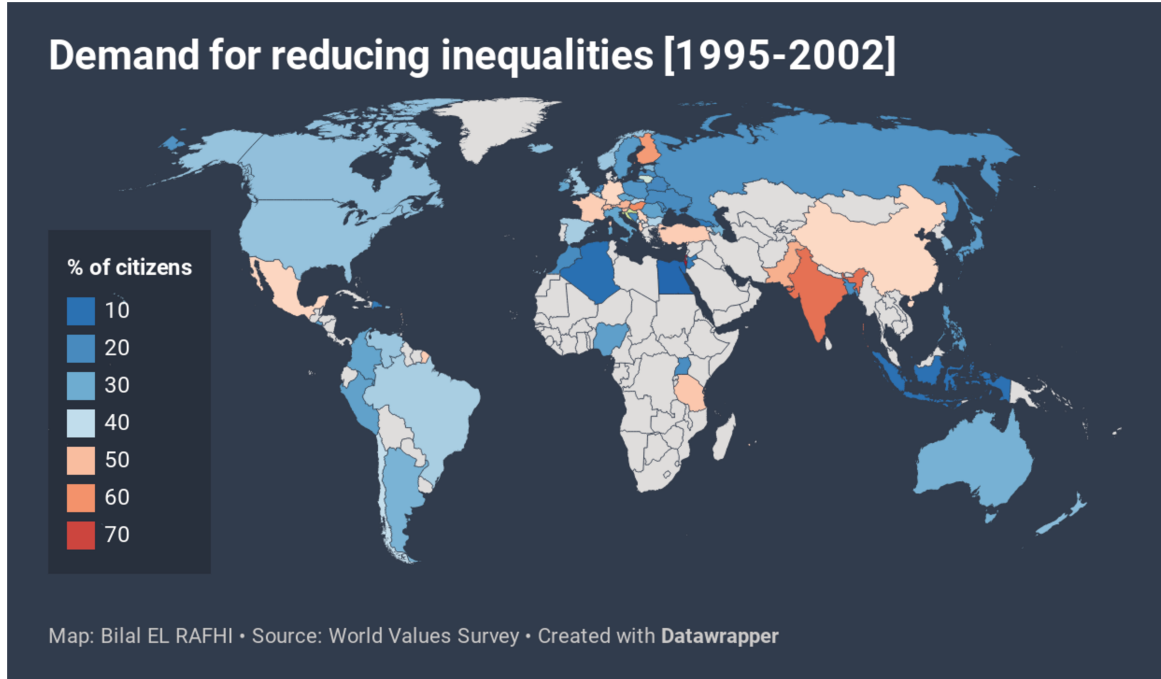 Demand for reducing inequalities [1995-2002]
% of citizens
10
20
30
40
50
60
70
Map: Bilal EL RAFHI • Source: World Values Survey • Created with Datawrapper